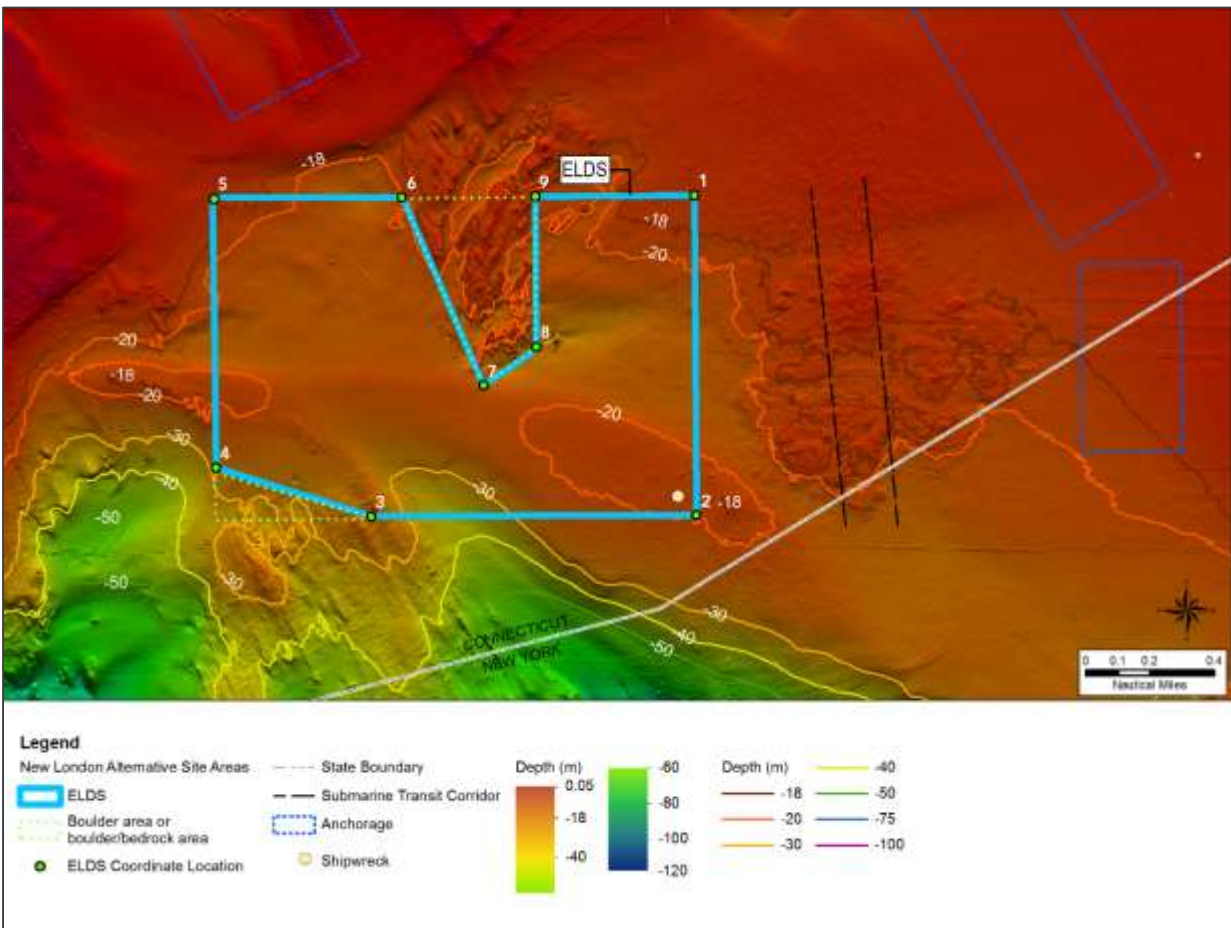 -18
ELDS
5
6
9
1
-18
-20
-20
8
-18
7
-20
-20
-30
4
-40
-30
-50
3
2
-18
-50
-30
-30
CONNECTICUT
NEW YORK
-40
-50
0 0.1 0.2 0.4
Nautical Miles
Legend
New London Alternative Site Areas
ELDS
Boulder area or
boulder/bedrock area
ELDS Coordinate Location
State Boundary
Submarine Transit Corridor
Anchorage
Shipwreck
Depth (m)
0.05
-18
-40
-60
-80
-100
-120
Depth (m)
-18
-20
-30
-40
-50
-75
-100